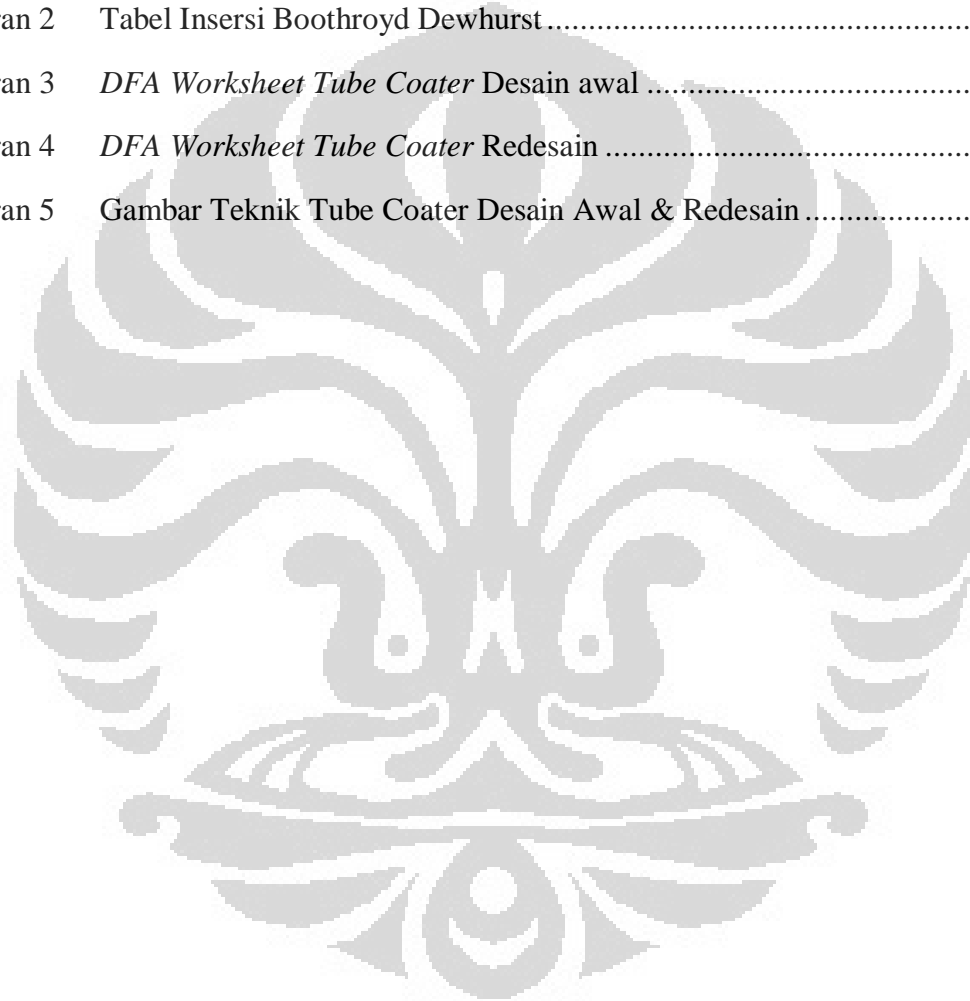 ran 2 Tabel Insersi Boothroyd Dewhurst.....................................................
ran 3 DFA Worksheet Tube Coater Desain awal ........................................
ran 4 DFA Worksheet Tube Coater Redesain .............................................
ran 5 Gambar Teknik Tube Coater Desain Awal & Redesain....................